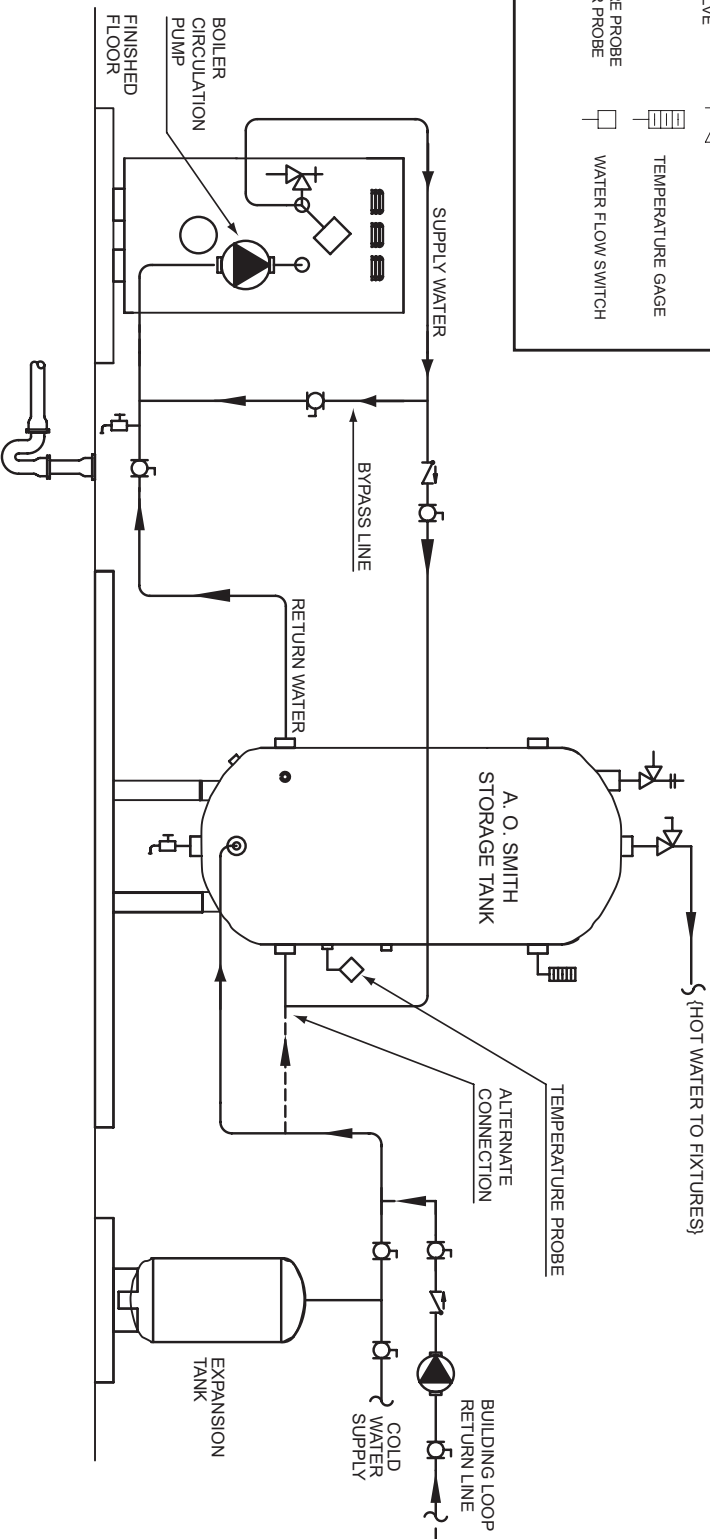 TEMPERATURE GAGE
WATER FLOW SWITCH
PROBE
PROBE
{HOT WATER TO FIXTURES}
SUPPLY WATER
BYPASS LINE
RETURN WATER
A. O. SMITH
STORAGE TANK
TEMPERATURE PROBE
ALTERNATE
CONNECTION
BUILDING LOOP
RETURN LINE
COLD
WATER
SUPPLY
EXPANSION
TANK
BOILER
CIRCULATION
PUMP
FINISHED
FLOOR